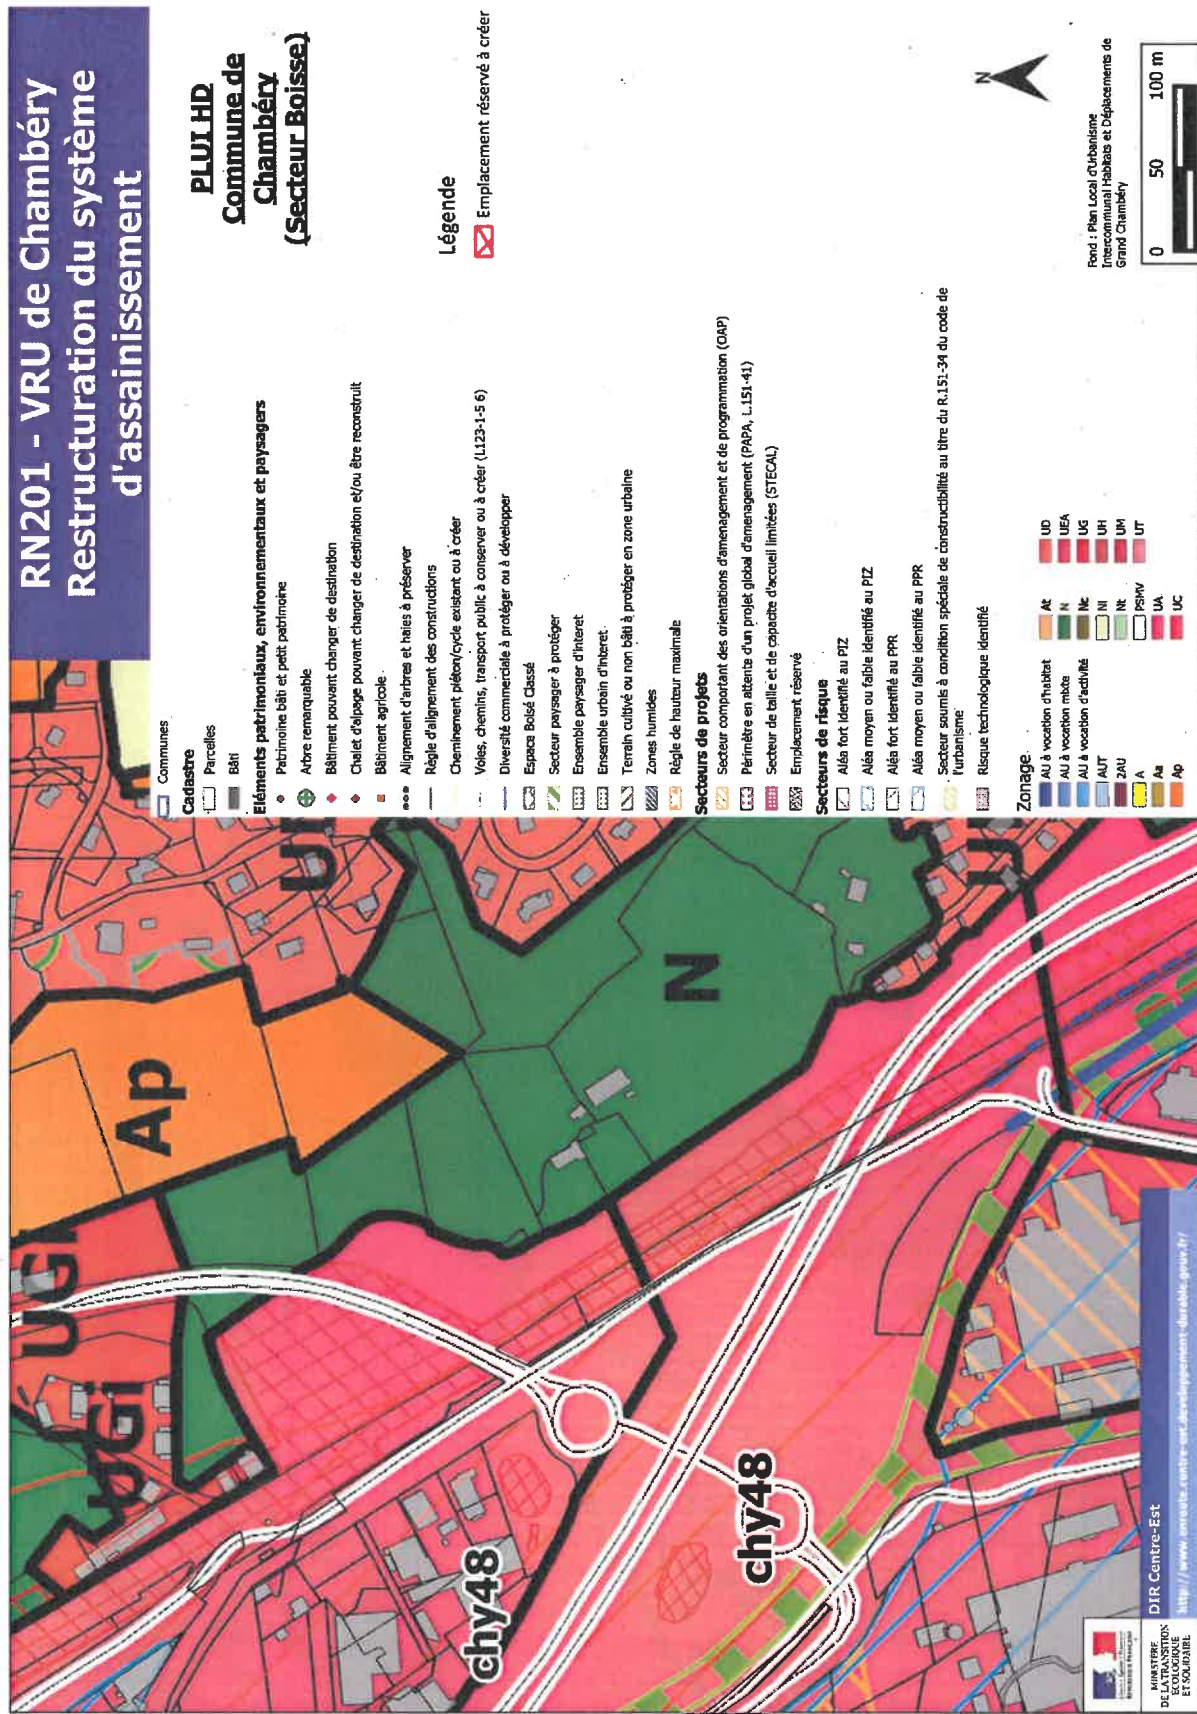 RN201 - VRU de Chambéry
Restructuration du système
d'assainissement
PLUI HD
Commune de
Chambéry
(Secteur Boisse)
Légende
Emplacement réservé à créer
Communes
Cadastre
Parcelles
Bâti
Eléments patrimoniaux, environnementaux et paysagers
Patrimoine bâti et petit patrimoine
Arbre remarquable
Bâtiment pouvant changer de destination
Chalet d'alpage pouvant changer de destination et/ou être reconstruit
Bâtiment agricole
Alignement d'arbres et haies à préserver
Règle d'alignement des constructions
Cheminement piéton/cycle existant ou à créer
Voies, chemins, transport public à conserver ou à créer (L123-1-5 6)
Diversité commerciale à protéger ou à développer
Espace Boisé Classé
Secteur paysager à protéger
Ensemble paysager d'interet
Ensemble urbain d'interet
Terrain cultivé ou non bâti à protéger en zone urbaine
Zones humides
Règle de hauteur maximale
Secteurs de projets
Secteur comportant des orientations d'amenagement et de programmation (OAP)
Périmètre en attente d'un projet global d'amenagement (PAPA, L.151-41)
Secteur de taille et de capacite d'accueil limitées (STECAL)
Emplacement réservé
Secteurs de risque
Aléa fort identifié au PIZ
Aléa moyen ou faible identifié au PIZ
Aléa fort identifié au PPR
Aléa moyen ou faible identifié au PPR
Secteur soumis à condition spéciale de constructibilité au titre du R.151-34 du code de
l'urbanisme
Risque technologique identifié
Zonage
AU à vocation d'habitat
AU à vocation mixte
AU à vocation d'activité
AUT
2AU
A
Aa
Ap
At
N
Nc
Nl
Nt
PSMV
UA
UC
UD
UEA
UG
UH
UM
UT
N
Fond : Plan Local d'Urbanisme
Intercommunal Habitats et Déplacements de
Grand Chambéry
0 50 100 m
Ap
UGi
UGi
N
chy48
chy48
MINISTÈRE
DE LA TRANSITION
ÉCOLOGIQUE
ET SOLIDAIRE
DIR Centre-Est
http://www.enroute.centre-est.developpement-durable.gouv.fr/